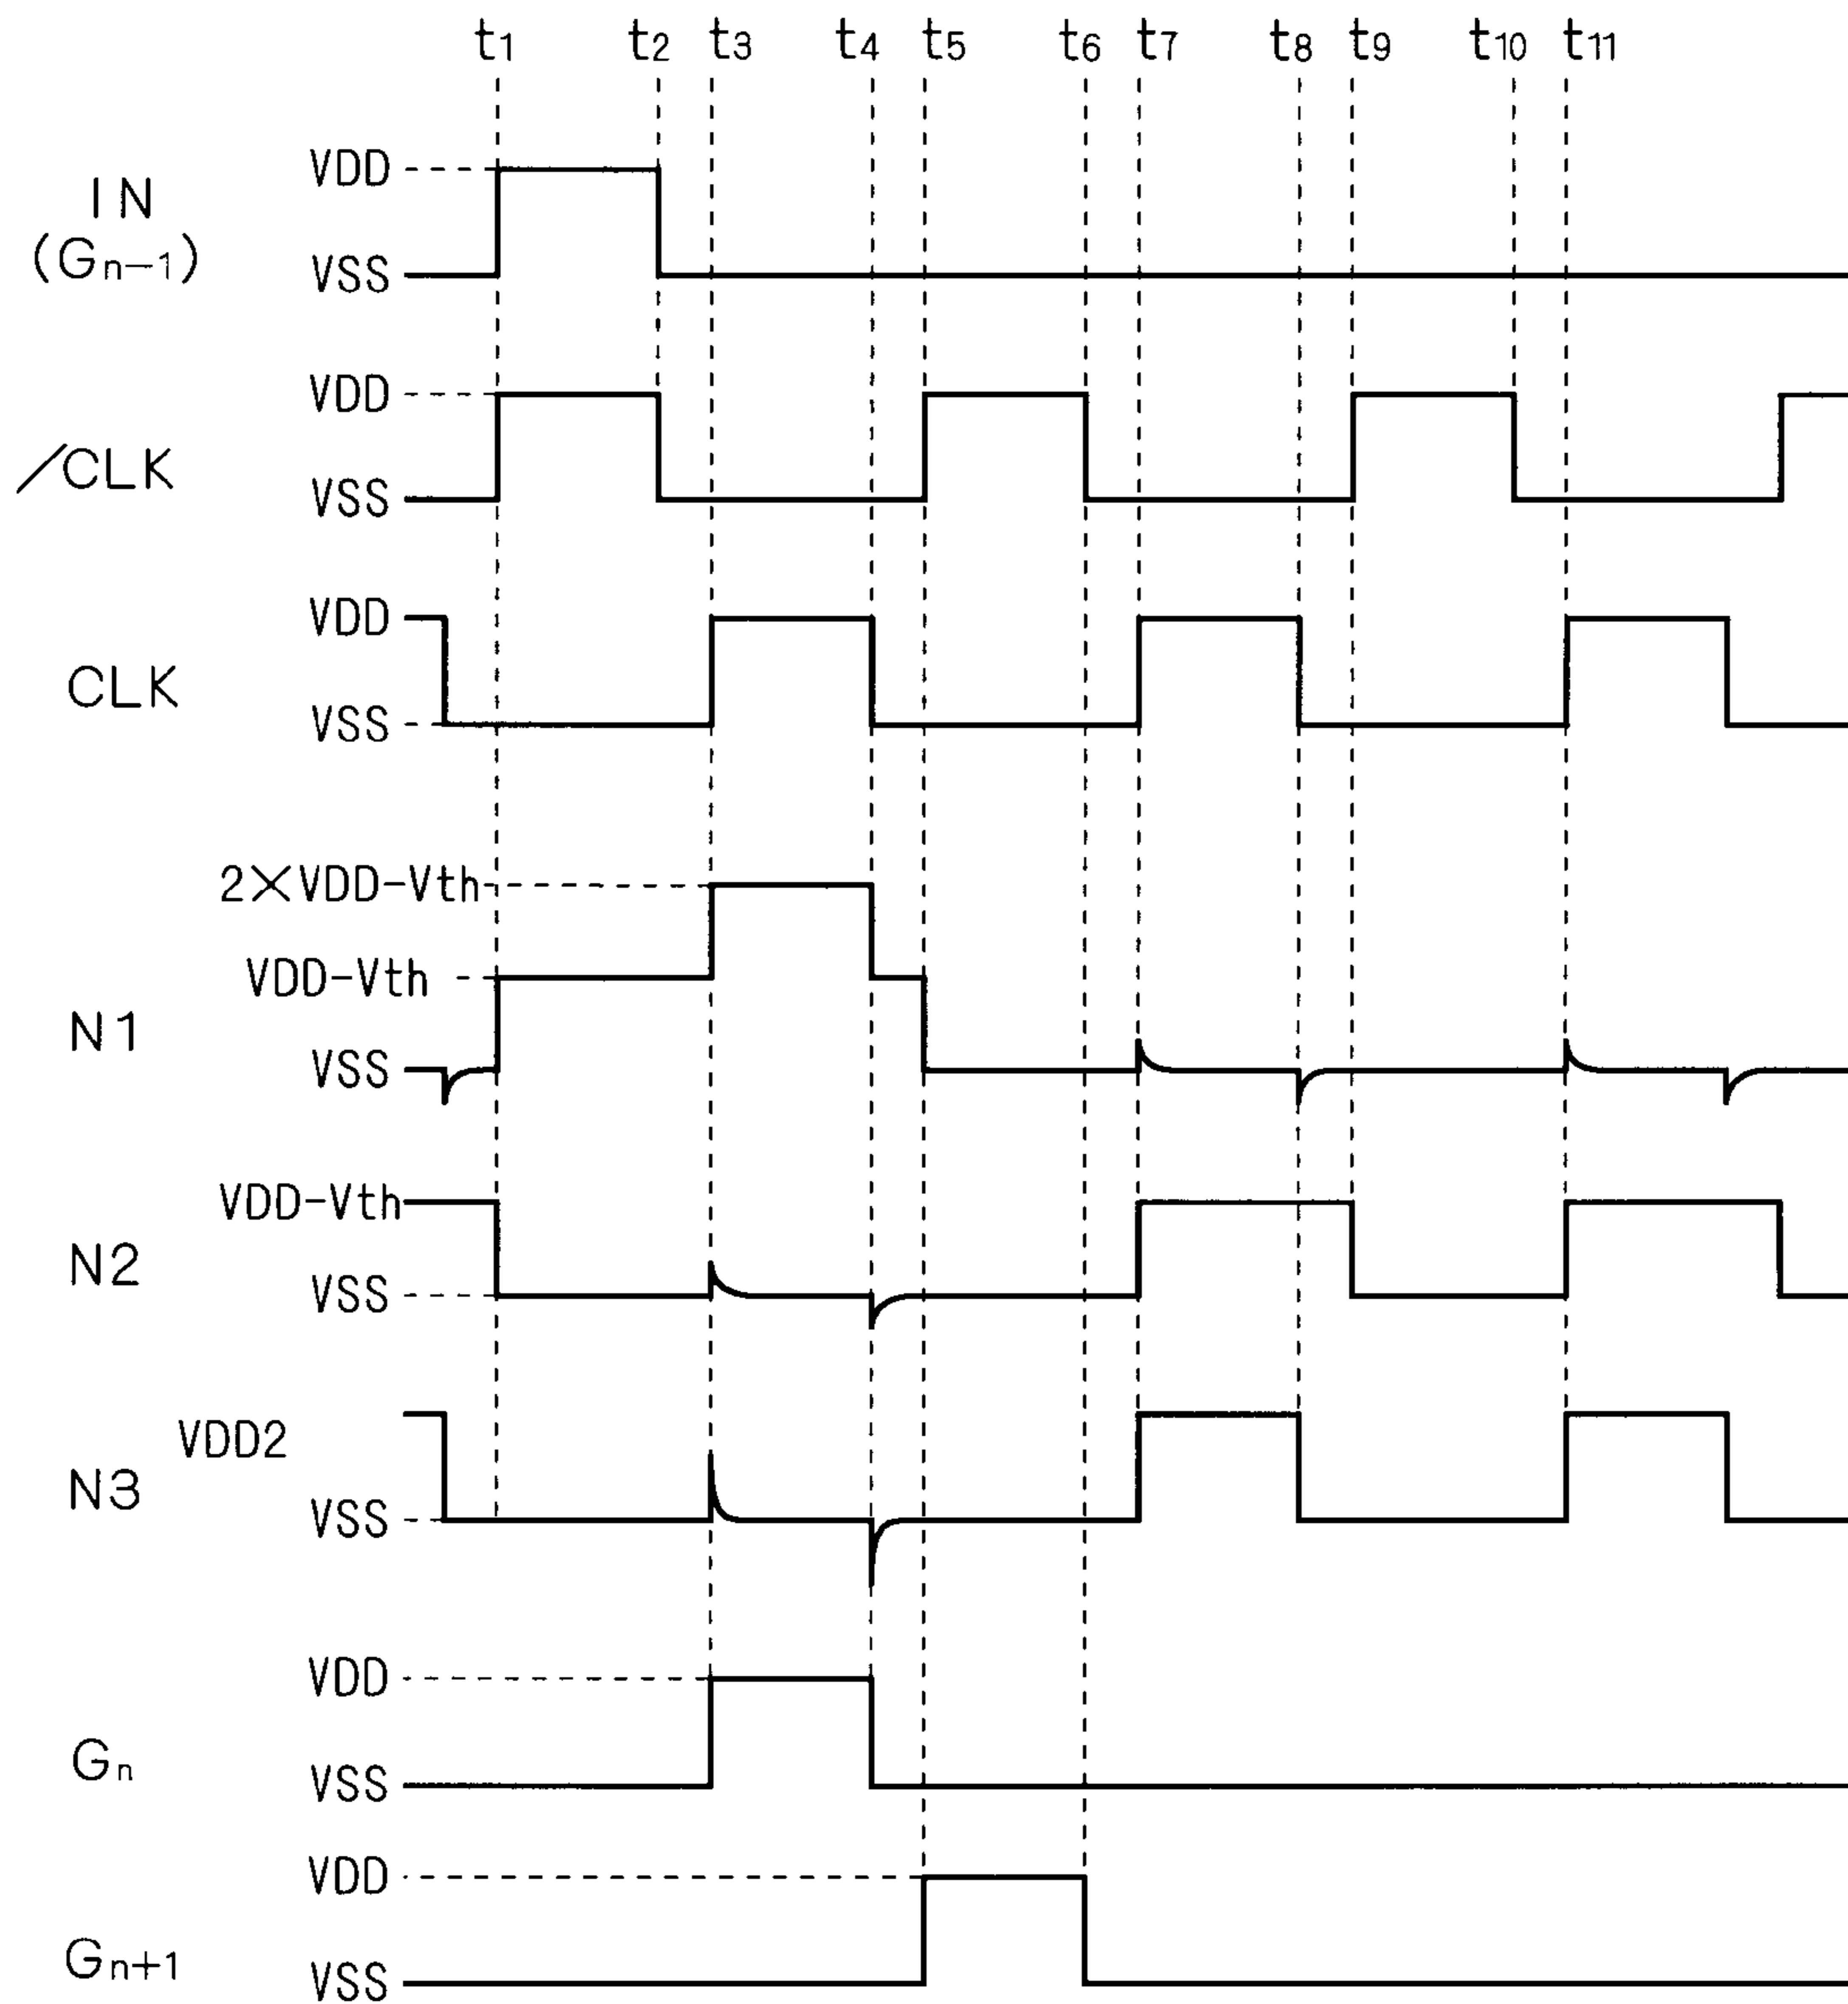 t1 t2 t3 t4 t5 t6 t7 t8 t9 t10 t11
VDD
IN
(Gn-1)
VSS
VDD
/CLK
VSS
VDD
CLK
VSS
2×VDD-Vth
VDD-Vth
N1
VSS
VDD-Vth
N2
VSS
VDD2
N3
VSS
VDD
Gn
VSS
VDD
Gn+1
VSS